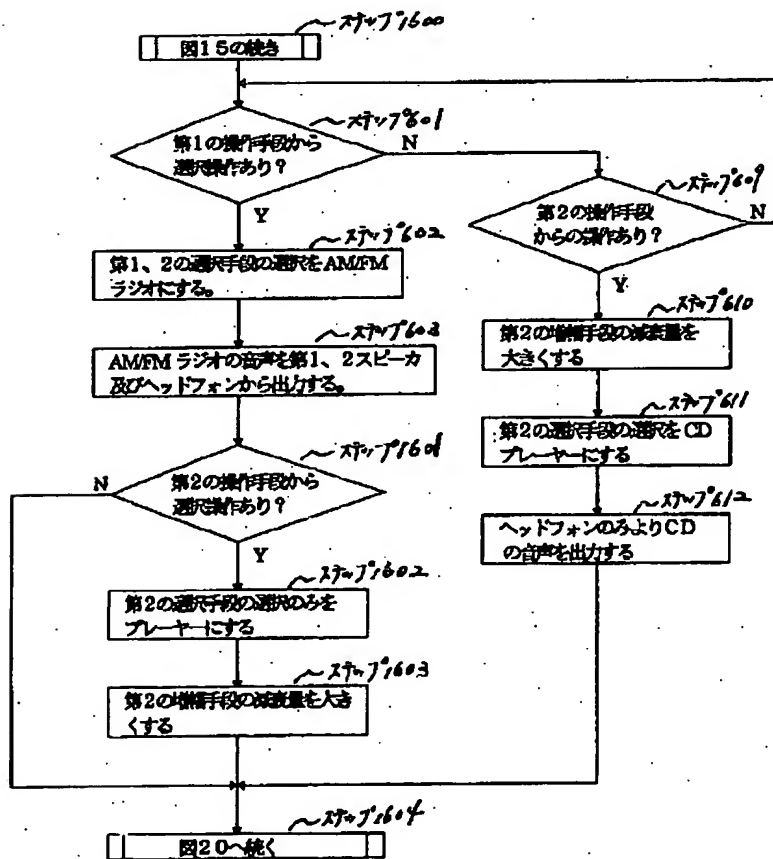 ステップ1600
図15の続き
ステップ1601
第1の操作手段から
選択操作あり?
N
Y
ステップ1609
第2の操作手段
からの操作あり?
N
Y
ステップ1602
第1、2の選択手段の選択をAM/FM
ラジオにする。
ステップ1610
第2の増幅手段の減衰量を
大きくする
ステップ1603
AM/FMラジオの音声を第1、2スピーカ
及びヘッドフォンから出力する。
ステップ1611
第2の選択手段の選択をCD
プレーヤーにする
第2の操作手段から
選択操作あり?
N
Y
ステップ1612
ヘッドフォンのみよりCD
の音声を出力する
ステップ1602
第2の選択手段の選択のみを
プレーヤーにする
ステップ1603
第2の増幅手段の減衰量を大き
くする
ステップ1604
図20へ続く